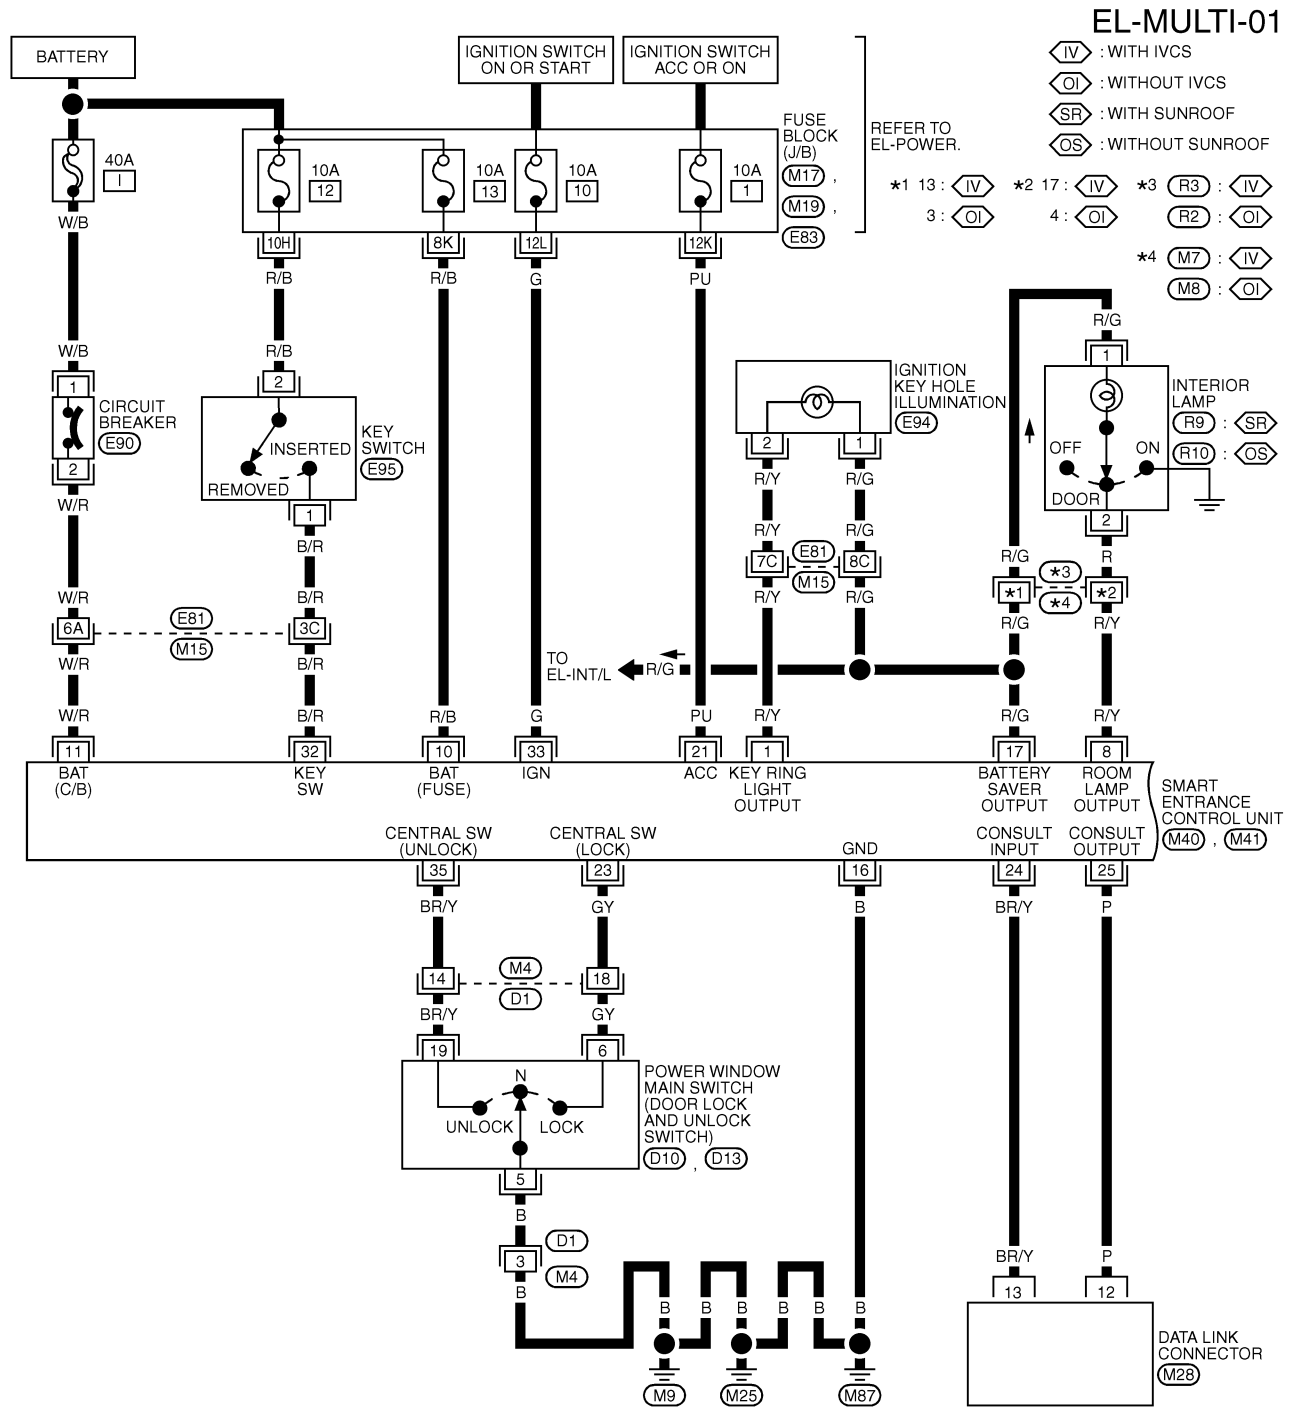 EL-MULTI-01
BATTERY
IGNITION SWITCH
ON OR START
IGNITION SWITCH
ACC OR ON
IV : WITH IVCS
OI : WITHOUT IVCS
SR : WITH SUNROOF
OS : WITHOUT SUNROOF
FUSE
BLOCK
(J/B)
M17 ,
M19 ,
E83
REFER TO
EL-POWER.
*1 13 : IV
3 : OI
*2 17 : IV
4 : OI
*3 R3 : IV
R2 : OI
*4 M7 : IV
M8 : OI
40A
I
10A
12
10A
13
10A
10
10A
1
W/B
10H
8K
12L
12K
R/B
R/B
G
PU
W/B
R/B
R/G
1
2
1
CIRCUIT
BREAKER
E90
2
KEY
SWITCH
E95
INSERTED
REMOVED
1
IGNITION
KEY HOLE
ILLUMINATION
E94
2
1
INTERIOR
LAMP
R9 : SR
R10 : OS
OFF
ON
DOOR
2
W/R
B/R
R/Y
R/G
R/Y
R/G
R/G
R
7C
E81
M15
8C
*1
*3
*4
*2
W/R
B/R
R/Y
R/G
R/G
R/Y
6A
E81
M15
3C
W/R
B/R
TO
EL-INT/L
R/G
W/R
B/R
R/B
G
PU
R/Y
R/G
R/Y
11
32
10
33
21
1
17
8
BAT
(C/B)
KEY
SW
BAT
(FUSE)
IGN
ACC
KEY RING
LIGHT
OUTPUT
BATTERY
SAVER
OUTPUT
ROOM
LAMP
OUTPUT
SMART
ENTRANCE
CONTROL UNIT
M40 , M41
CENTRAL SW
(UNLOCK)
CENTRAL SW
(LOCK)
GND
CONSULT
INPUT
CONSULT
OUTPUT
35
23
16
24
25
BR/Y
GY
B
BR/Y
P
14
M4
D1
18
BR/Y
GY
19
6
N
UNLOCK
LOCK
POWER WINDOW
MAIN SWITCH
(DOOR LOCK
AND UNLOCK
SWITCH)
D10 , D13
5
B
D1
3
M4
B
BR/Y
P
13
12
B
B
B
B
B
B
M9
M25
M87
DATA LINK
CONNECTOR
M28